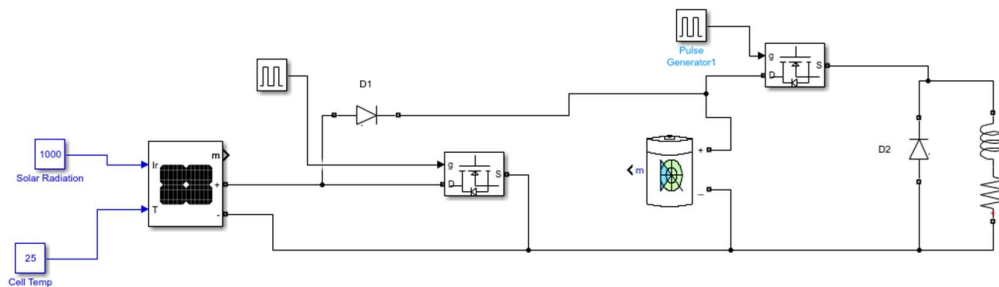 Pulse
Generator1
g
D
S
D1
1000
Solar Radiation
Ir
m
+
T
-
g
D
S
m
+
–
D2
25
Cell Temp